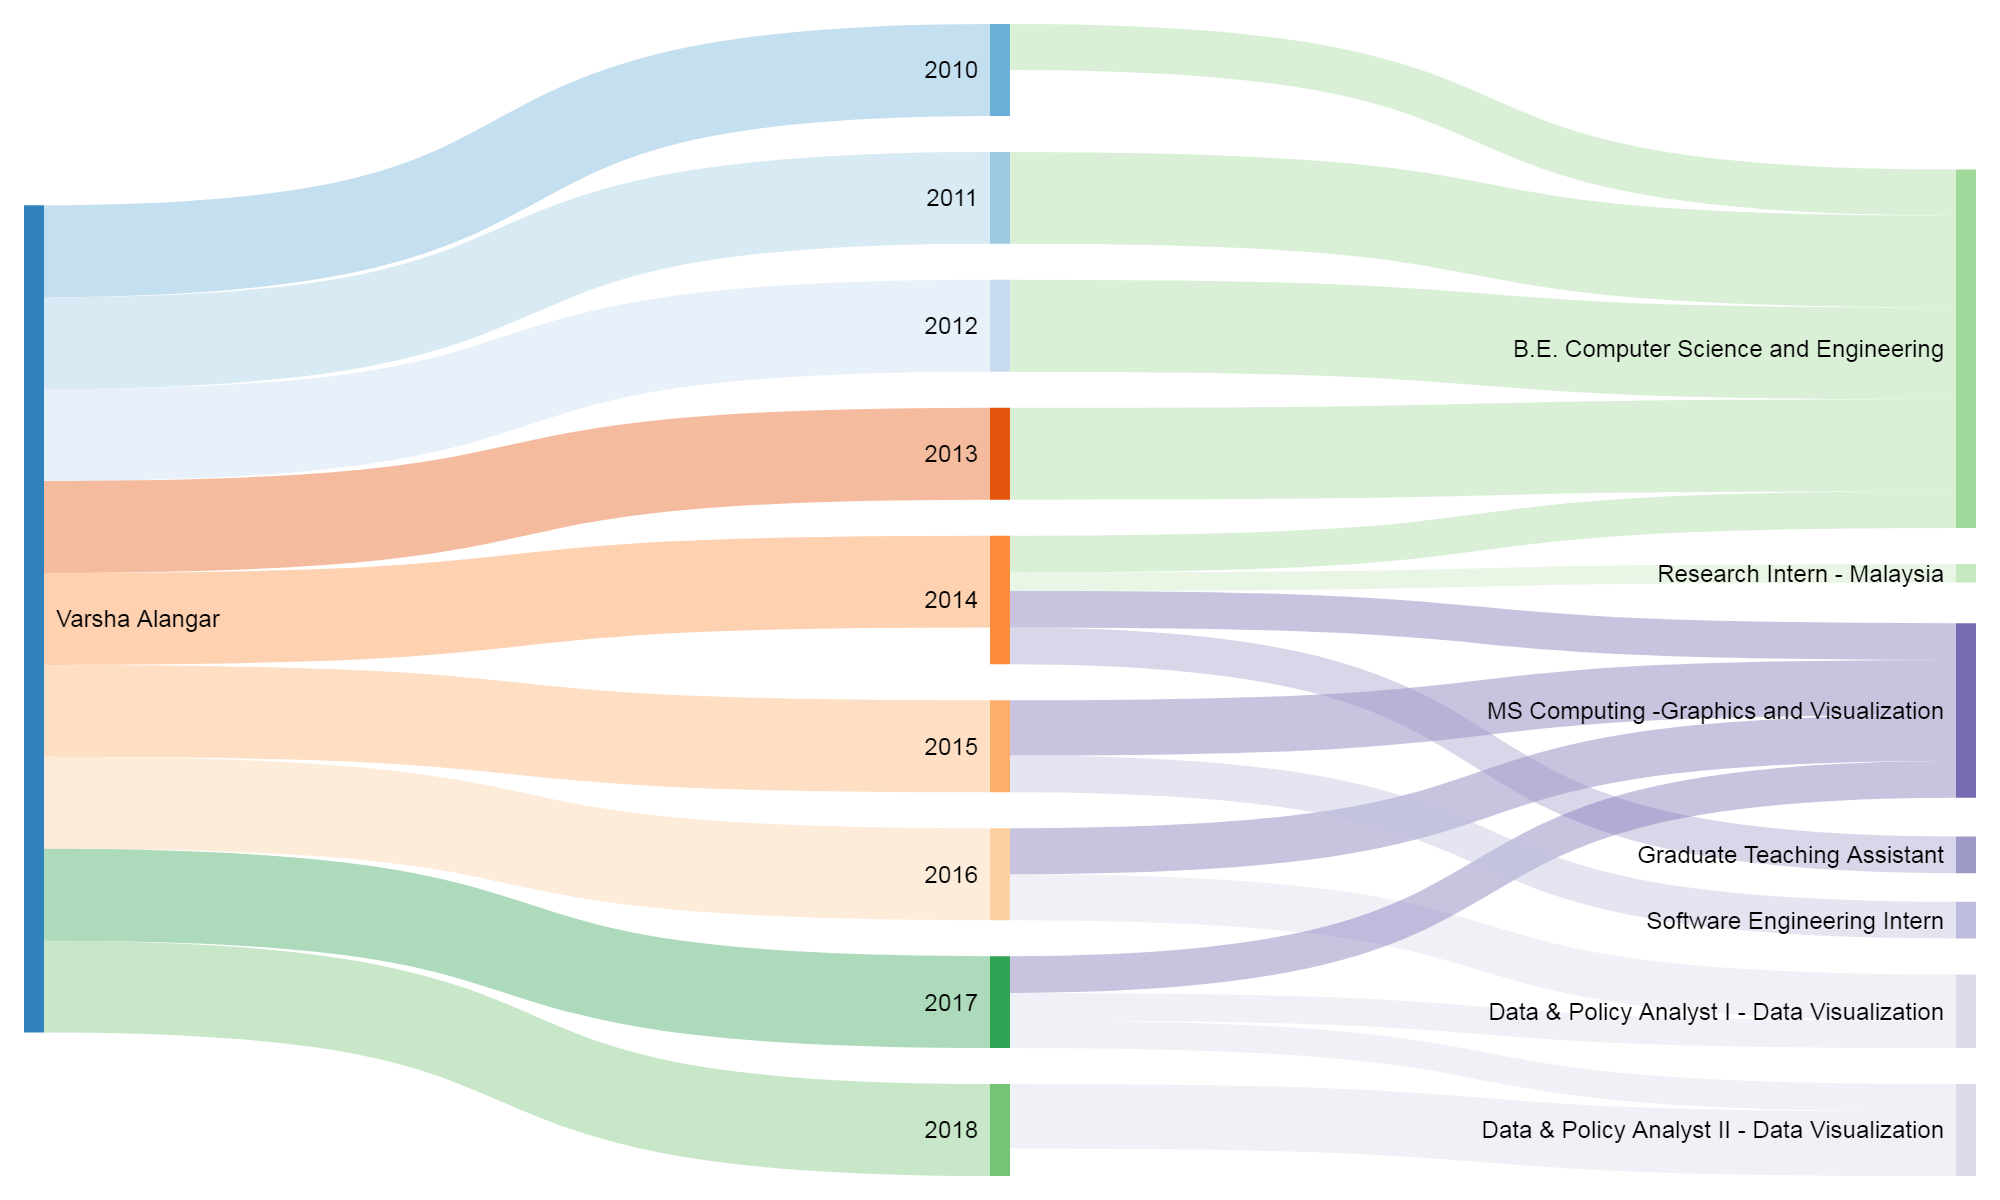 Varsha Alangar
2010
2011
2012
2013
2014
2015
2016
2017
2018
B.E. Computer Science and Engineering
Research Intern - Malaysia
MS Computing -Graphics and Visualization
Graduate Teaching Assistant
Software Engineering Intern
Data & Policy Analyst I - Data Visualization
Data & Policy Analyst II - Data Visualization